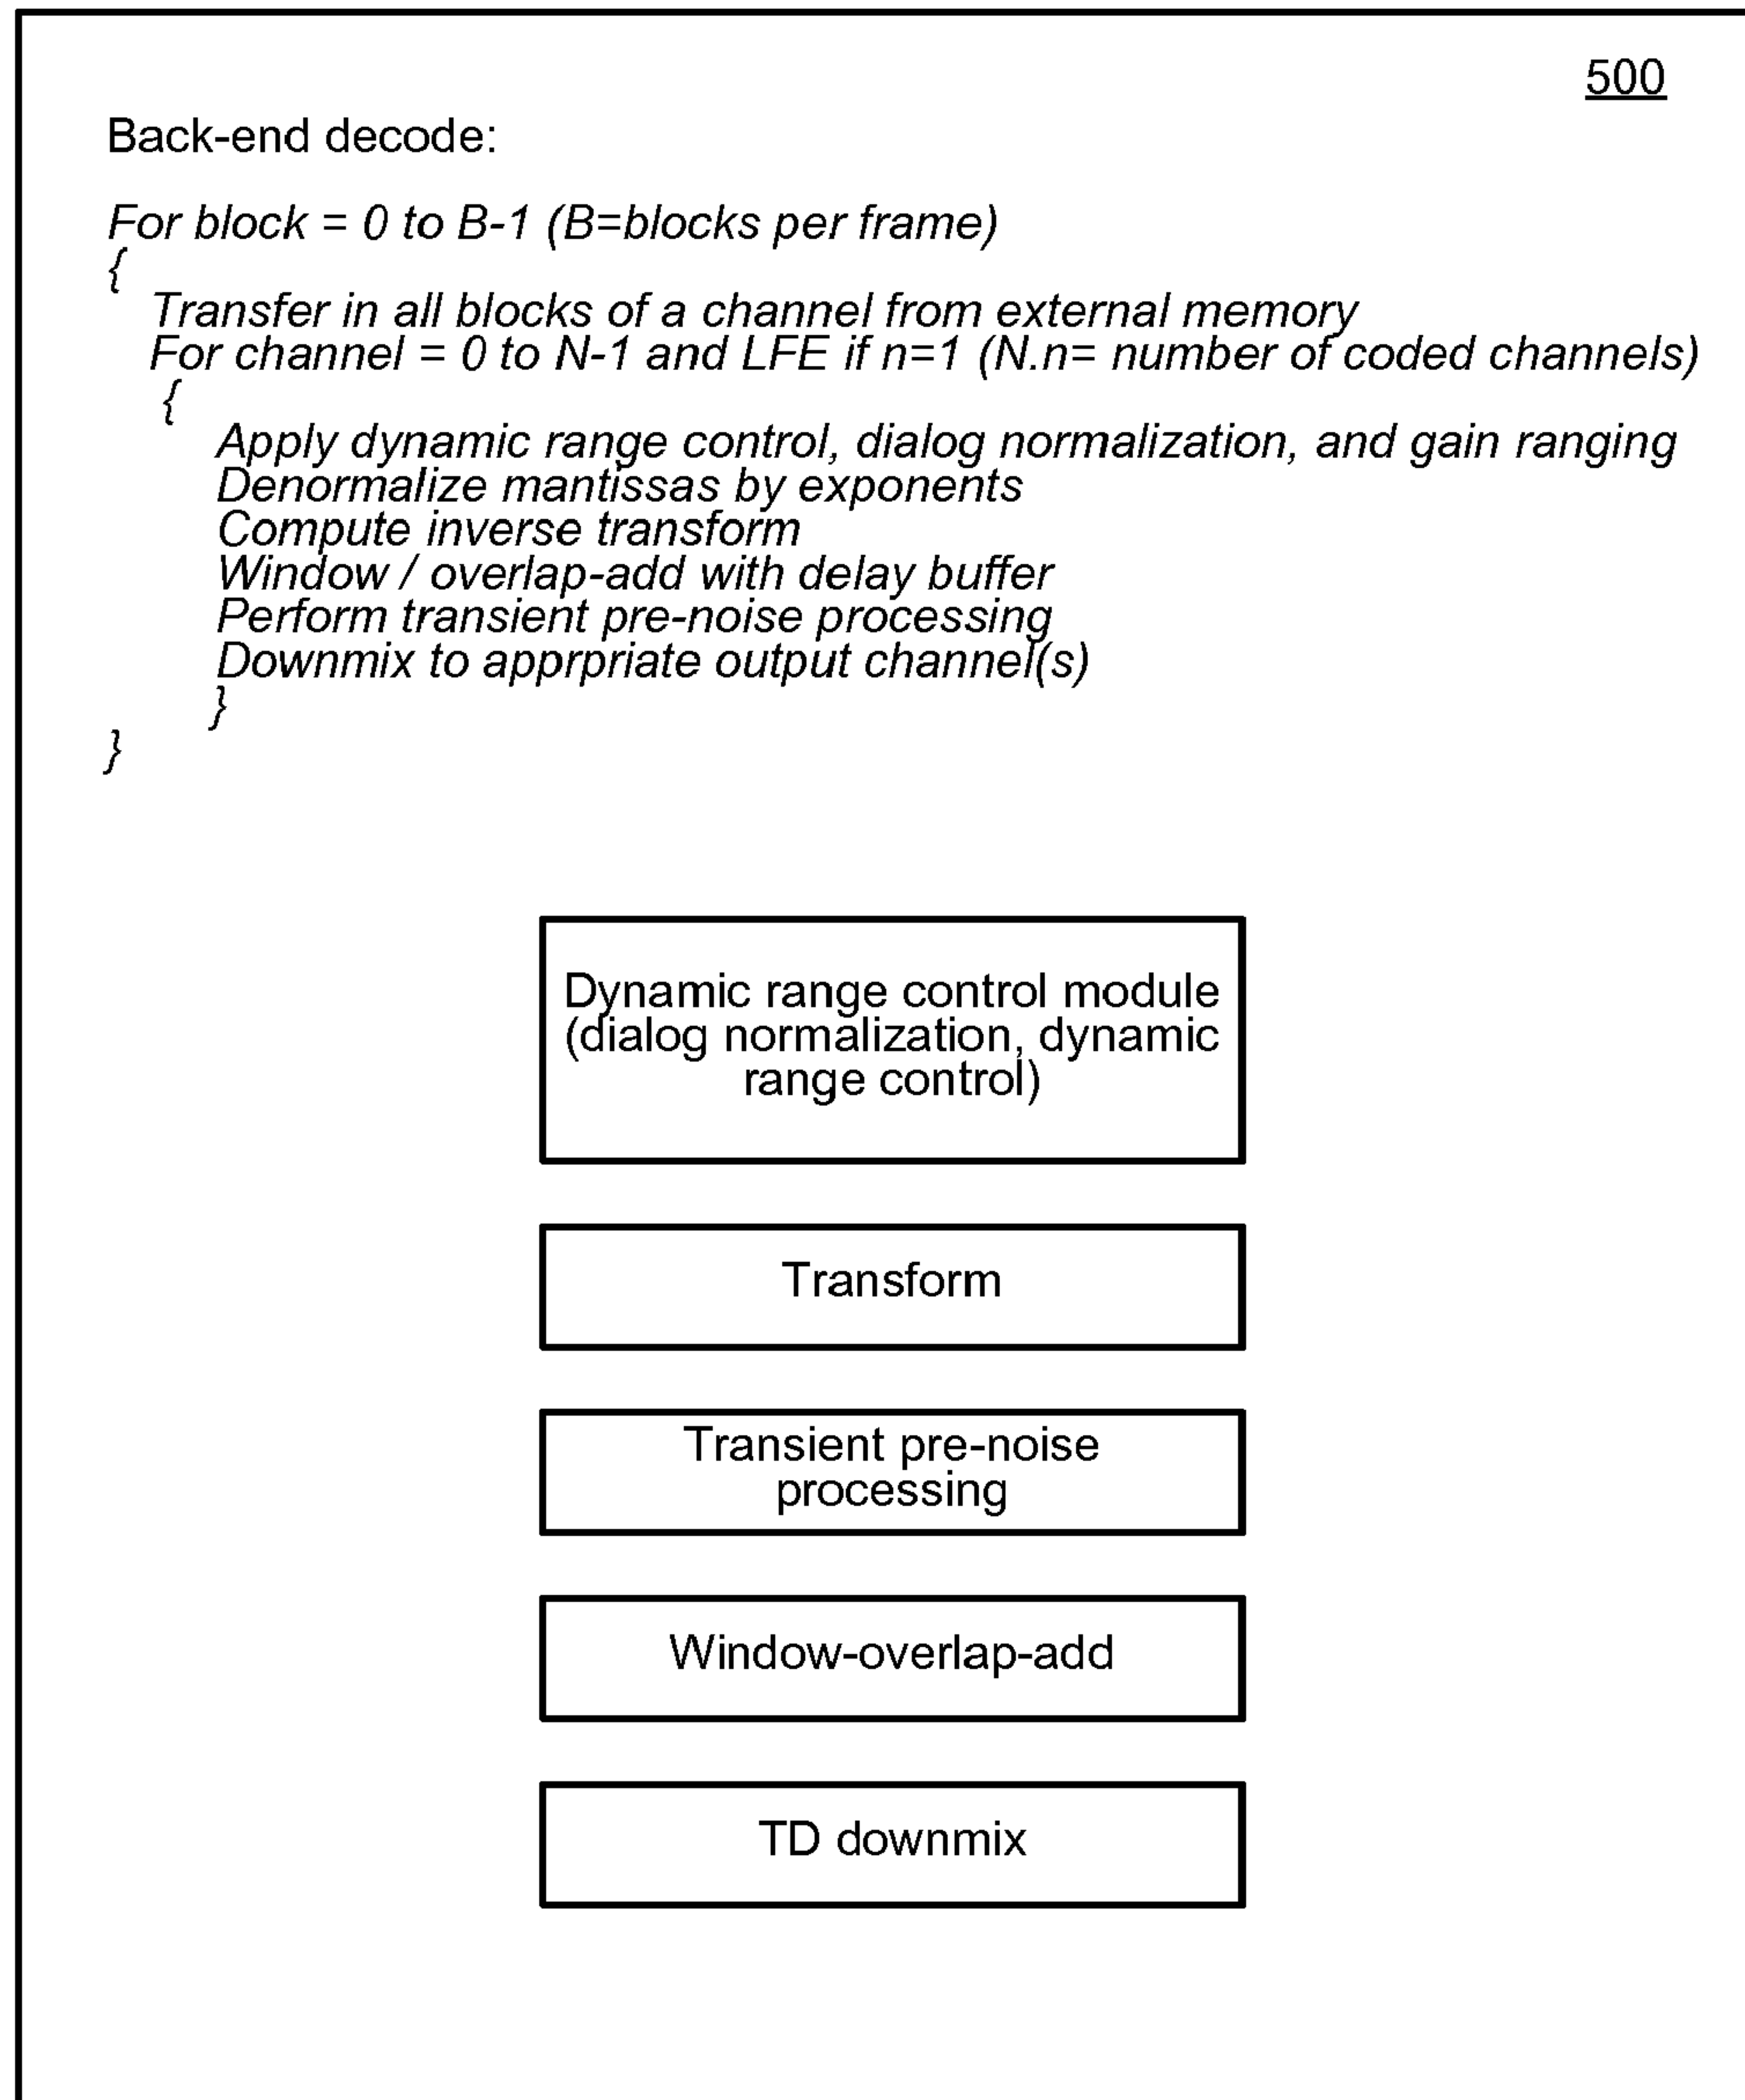 500
Back-end decode:
For block = 0 to B-1 (B=blocks per frame)
{
Transfer in all blocks of a channel from external memory
For channel = 0 to N-1 and LFE if n=1 (N.n= number of coded channels)
{
Apply dynamic range control, dialog normalization, and gain ranging
Denormalize mantissas by exponents
Compute inverse transform
Window / overlap-add with delay buffer
Perform transient pre-noise processing
Downmix to apprpriate output channel(s)
}
}
Dynamic range control module
(dialog normalization, dynamic
range control)
Transform
Transient pre-noise
processing
Window-overlap-add
TD downmix